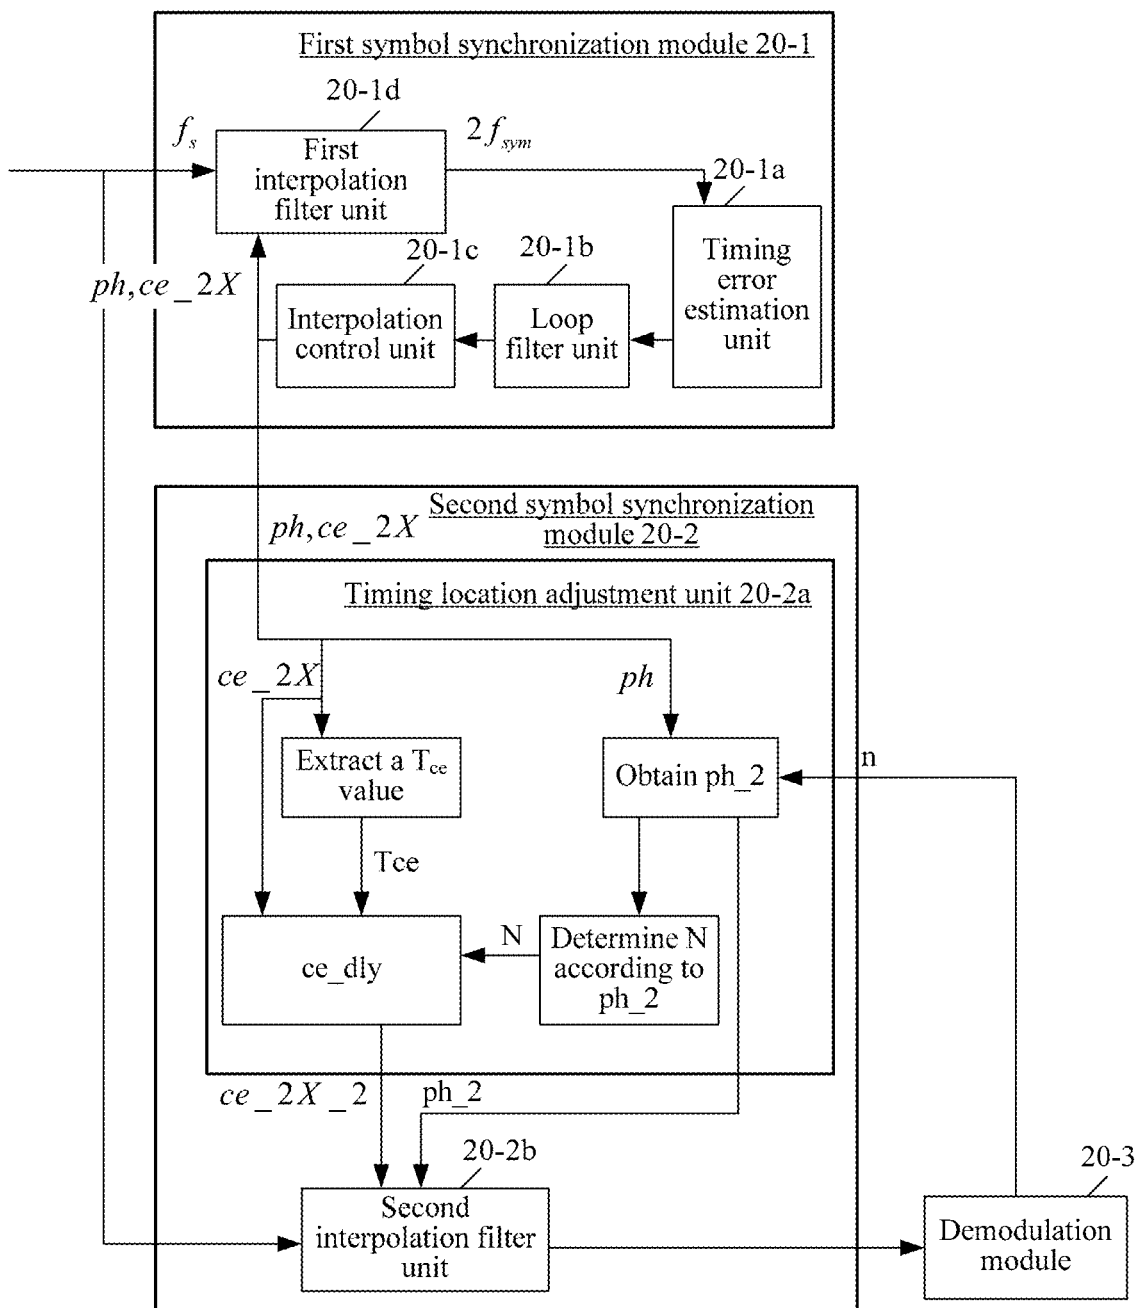 First symbol synchronization module 20-1
20-1d
f_s
2f_sym
First
interpolation
filter unit
20-1a
Timing
error
estimation
unit
20-1c
20-1b
ph,ce_2X
Interpolation
control unit
Loop
filter unit
Second symbol synchronization
module 20-2
ph,ce_2X
Timing location adjustment unit 20-2a
ce_2X
ph
Extract a T_ce
value
Obtain ph_2
n
Tce
ce_dly
N
Determine N
according to
ph_2
ce_2X_2
ph_2
20-2b
20-3
Second
interpolation filter
unit
Demodulation
module